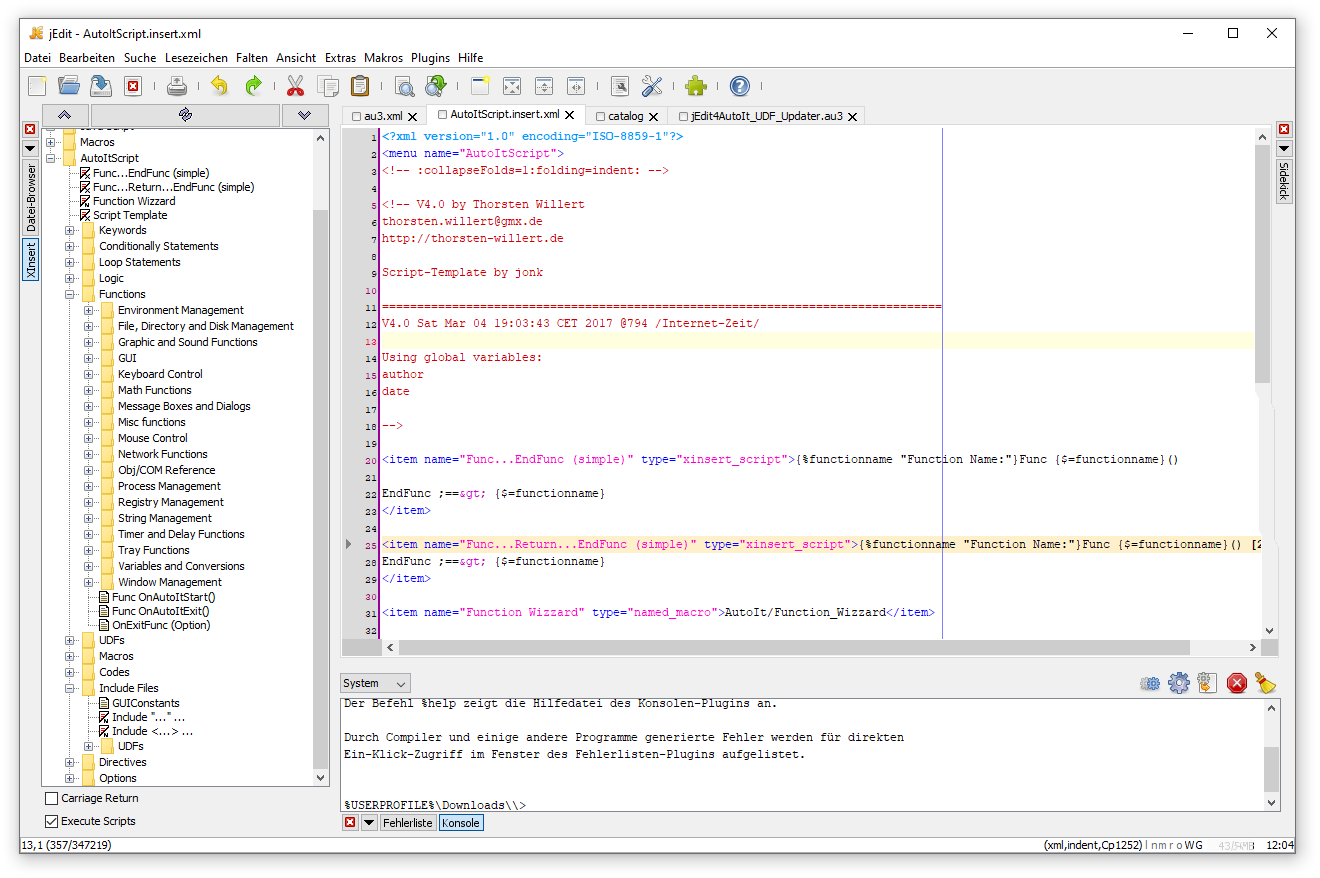 jEdit - AutoItScript.insert.xml
Datei Bearbeiten Suche Lesezeichen Falten Ansicht Extras Makros Plugins Hilfe
au3.xml
AutoItScript.insert.xml
catalog
jEdit4AutoIt_UDF_Updater.au3
Datei-Browser
XInsert
Macros
AutoItScript
Func...EndFunc (simple)
Func...Return...EndFunc (simple)
Function Wizzard
Script Template
Keywords
Conditionally Statements
Loop Statements
Logic
Functions
Environment Management
File, Directory and Disk Management
Graphic and Sound Functions
GUI
Keyboard Control
Math Functions
Message Boxes and Dialogs
Misc functions
Mouse Control
Network Functions
Obj/COM Reference
Process Management
Registry Management
String Management
Timer and Delay Functions
Tray Functions
Variables and Conversions
Window Management
Func OnAutoItStart()
Func OnAutoItExit()
OnExitFunc (Option)
UDFs
Macros
Codes
Include Files
GUIConstants
Include "..." ...
Include <...> ...
UDFs
Directives
Options
Carriage Return
Execute Scripts
1 <?xml version="1.0" encoding="ISO-8859-1"?>
2 <menu name="AutoItScript">
3 <!-- :collapseFolds=1:folding=indent: -->
4
5 <!-- V4.0 by Thorsten Willert
6 thorsten.willert@gmx.de
7 http://thorsten-willert.de
8
9 Script-Template by jonk
10
11 ================================================================================
12 V4.0 Sat Mar 04 19:03:43 CET 2017 @794 /Internet-Zeit/
13
14 Using global variables:
15 author
16 date
17
18 -->
19
20 <item name="Func...EndFunc (simple)" type="xinsert_script">{%functionname "Function Name:"}Func {$=functionname}()
21
22 EndFunc ;==&gt; {$=functionname}
23 </item>
24
25 <item name="Func...Return...EndFunc (simple)" type="xinsert_script">{%functionname "Function Name:"}Func {$=functionname}() [2
28 EndFunc ;==&gt; {$=functionname}
29 </item>
30
31 <item name="Function Wizzard" type="named_macro">AutoIt/Function_Wizzard</item>
32
Sidekick
System
Der Befehl %help zeigt die Hilfedatei des Konsolen-Plugins an.
Durch Compiler und einige andere Programme generierte Fehler werden für direkten
Ein-Klick-Zugriff im Fenster des Fehlerlisten-Plugins aufgelistet.
%USERPROFILE%\Downloads\\>
Fehlerliste
Konsole
13,1 (357/347219)
(xml,indent,Cp1252) l n m r o W G
12:04